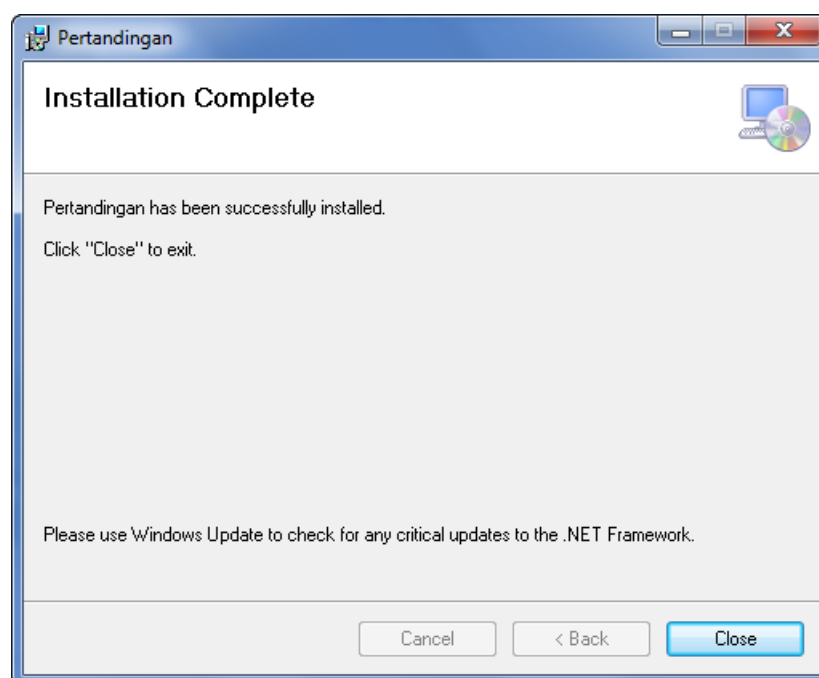 Pertandingan
Installation Complete
Pertandingan has been successfully installed.
Click "Close" to exit.
Please use Windows Update to check for any critical updates to the .NET Framework.
Cancel
< Back
Close